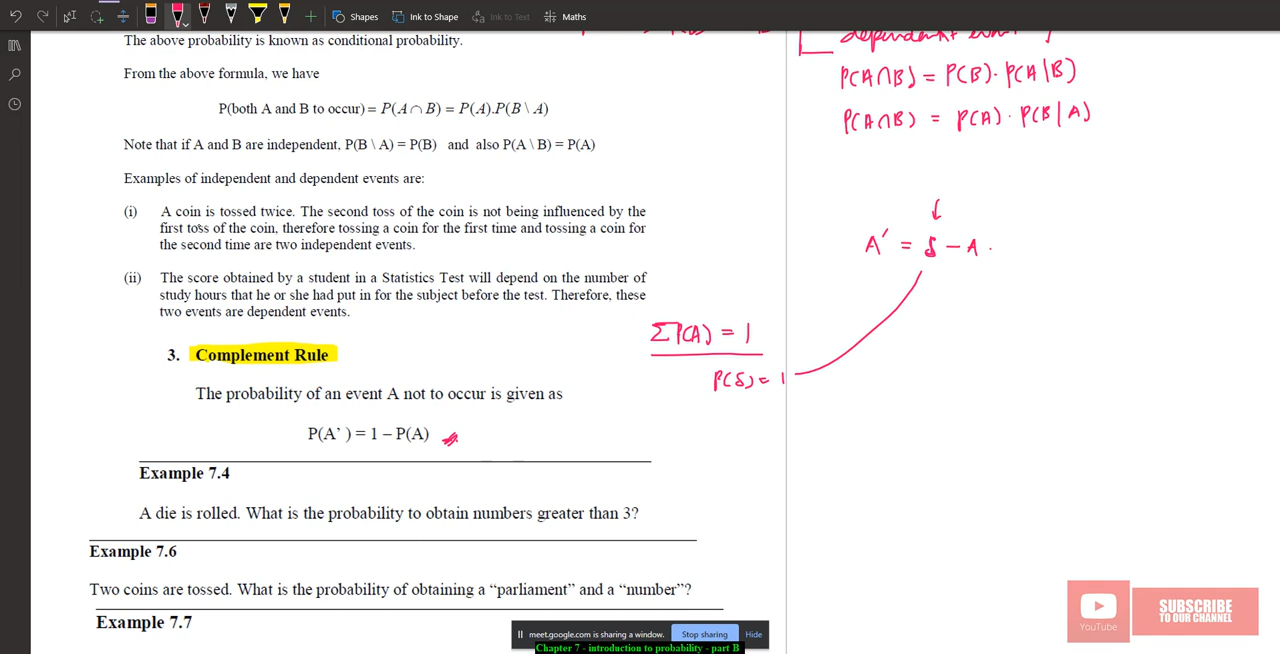 Shapes
Ink to Shape
Ink to Text
Maths
The above probability is known as conditional probability.
From the above formula, we have
P(both A and B to occur) = P(A ∩ B) = P(A).P(B \ A)
Note that if A and B are independent, P(B \ A) = P(B) and also P(A \ B) = P(A)
Examples of independent and dependent events are:
(i) A coin is tossed twice. The second toss of the coin is not being influenced by the
first toss of the coin, therefore tossing a coin for the first time and tossing a coin for
the second time are two independent events.
(ii) The score obtained by a student in a Statistics Test will depend on the number of
study hours that he or she had put in for the subject before the test. Therefore, these
two events are dependent events.
3. Complement Rule
The probability of an event A not to occur is given as
P(A’ ) = 1 – P(A)
Example 7.4
A die is rolled. What is the probability to obtain numbers greater than 3?
Example 7.6
Two coins are tossed. What is the probability of obtaining a “parliament” and a “number”?
Example 7.7
dependent
P(A∩B) = P(B) . P(A|B)
P(A∩B) = P(A) . P(B|A)
A' = S - A .
ΣP(A) = 1
P(S) = 1
meet.google.com is sharing a window.
Stop sharing
Hide
Chapter 7 - introduction to probability - part B
YouTube
SUBSCRIBE
TO OUR CHANNEL